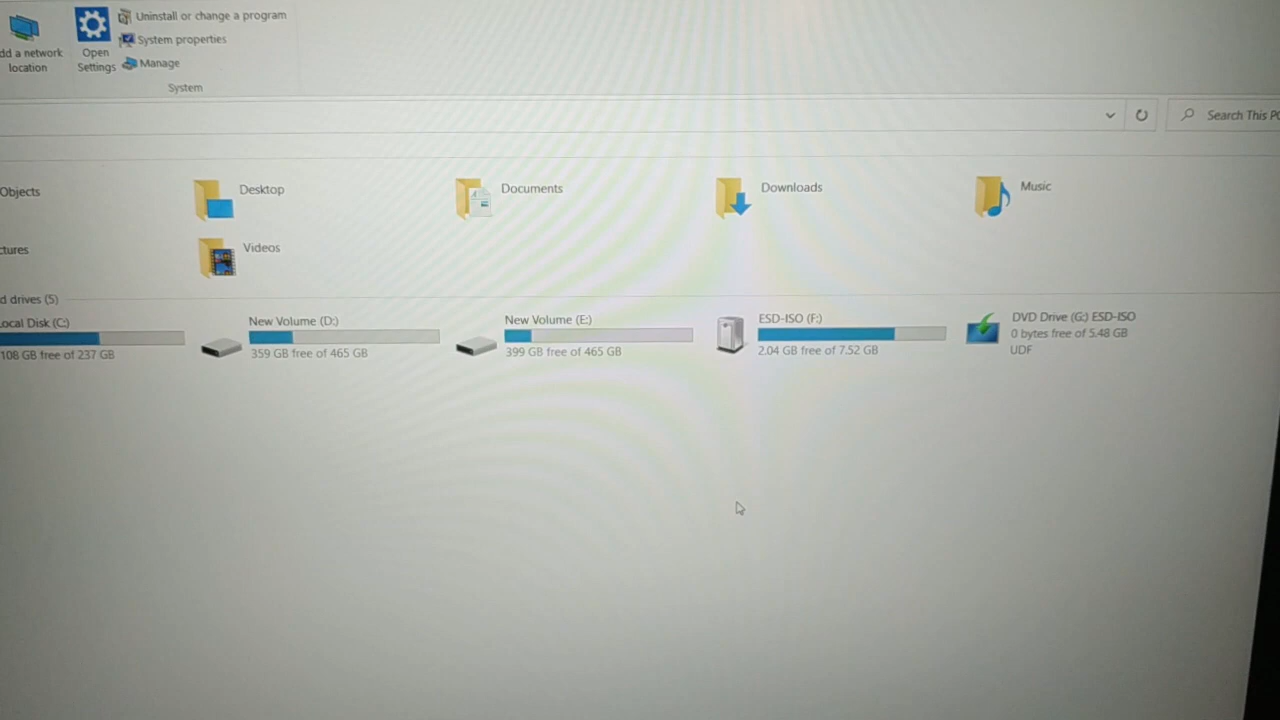 Uninstall or change a program
dd a network
location
Open
Settings
System properties
Manage
System
Search This PC
Objects
Desktop
Documents
Downloads
Music
ctures
Videos
d drives (5)
ocal Disk (C:)
108 GB free of 237 GB
New Volume (D:)
359 GB free of 465 GB
New Volume (E:)
399 GB free of 465 GB
ESD-ISO (F:)
2.04 GB free of 7.52 GB
DVD Drive (G:) ESD-ISO
0 bytes free of 5.48 GB
UDF